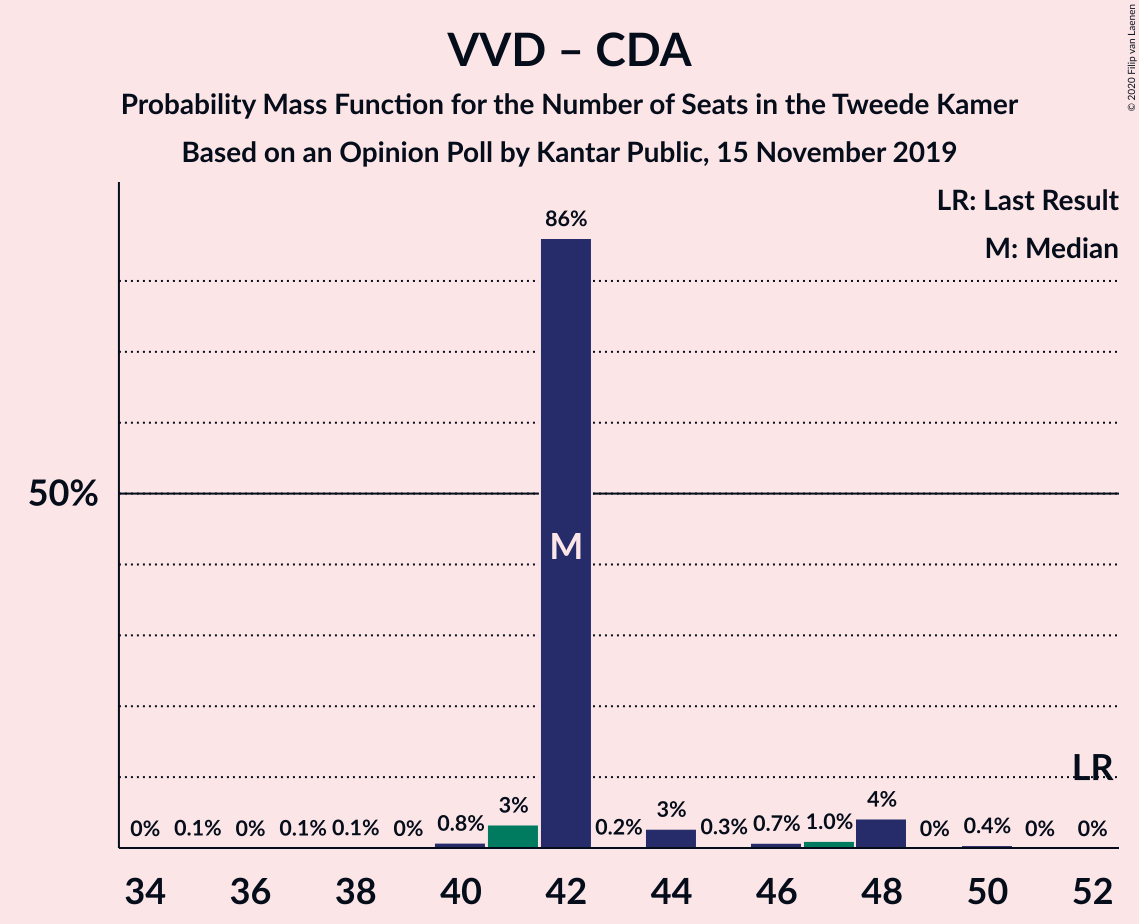 VVD – CDA
Probability Mass Function for the Number of Seats in the Tweede Kamer
Based on an Opinion Poll by Kantar Public, 15 November 2019
© 2020 Filip van Laenen
LR: Last Result
M: Median
86%
50%
M
LR
0% 0.1% 0% 0.1% 0.1% 0% 0.8% 3% 0.2% 3% 0.3% 0.7% 1.0% 4% 0% 0.4% 0% 0%
34 36 38 40 42 44 46 48 50 52